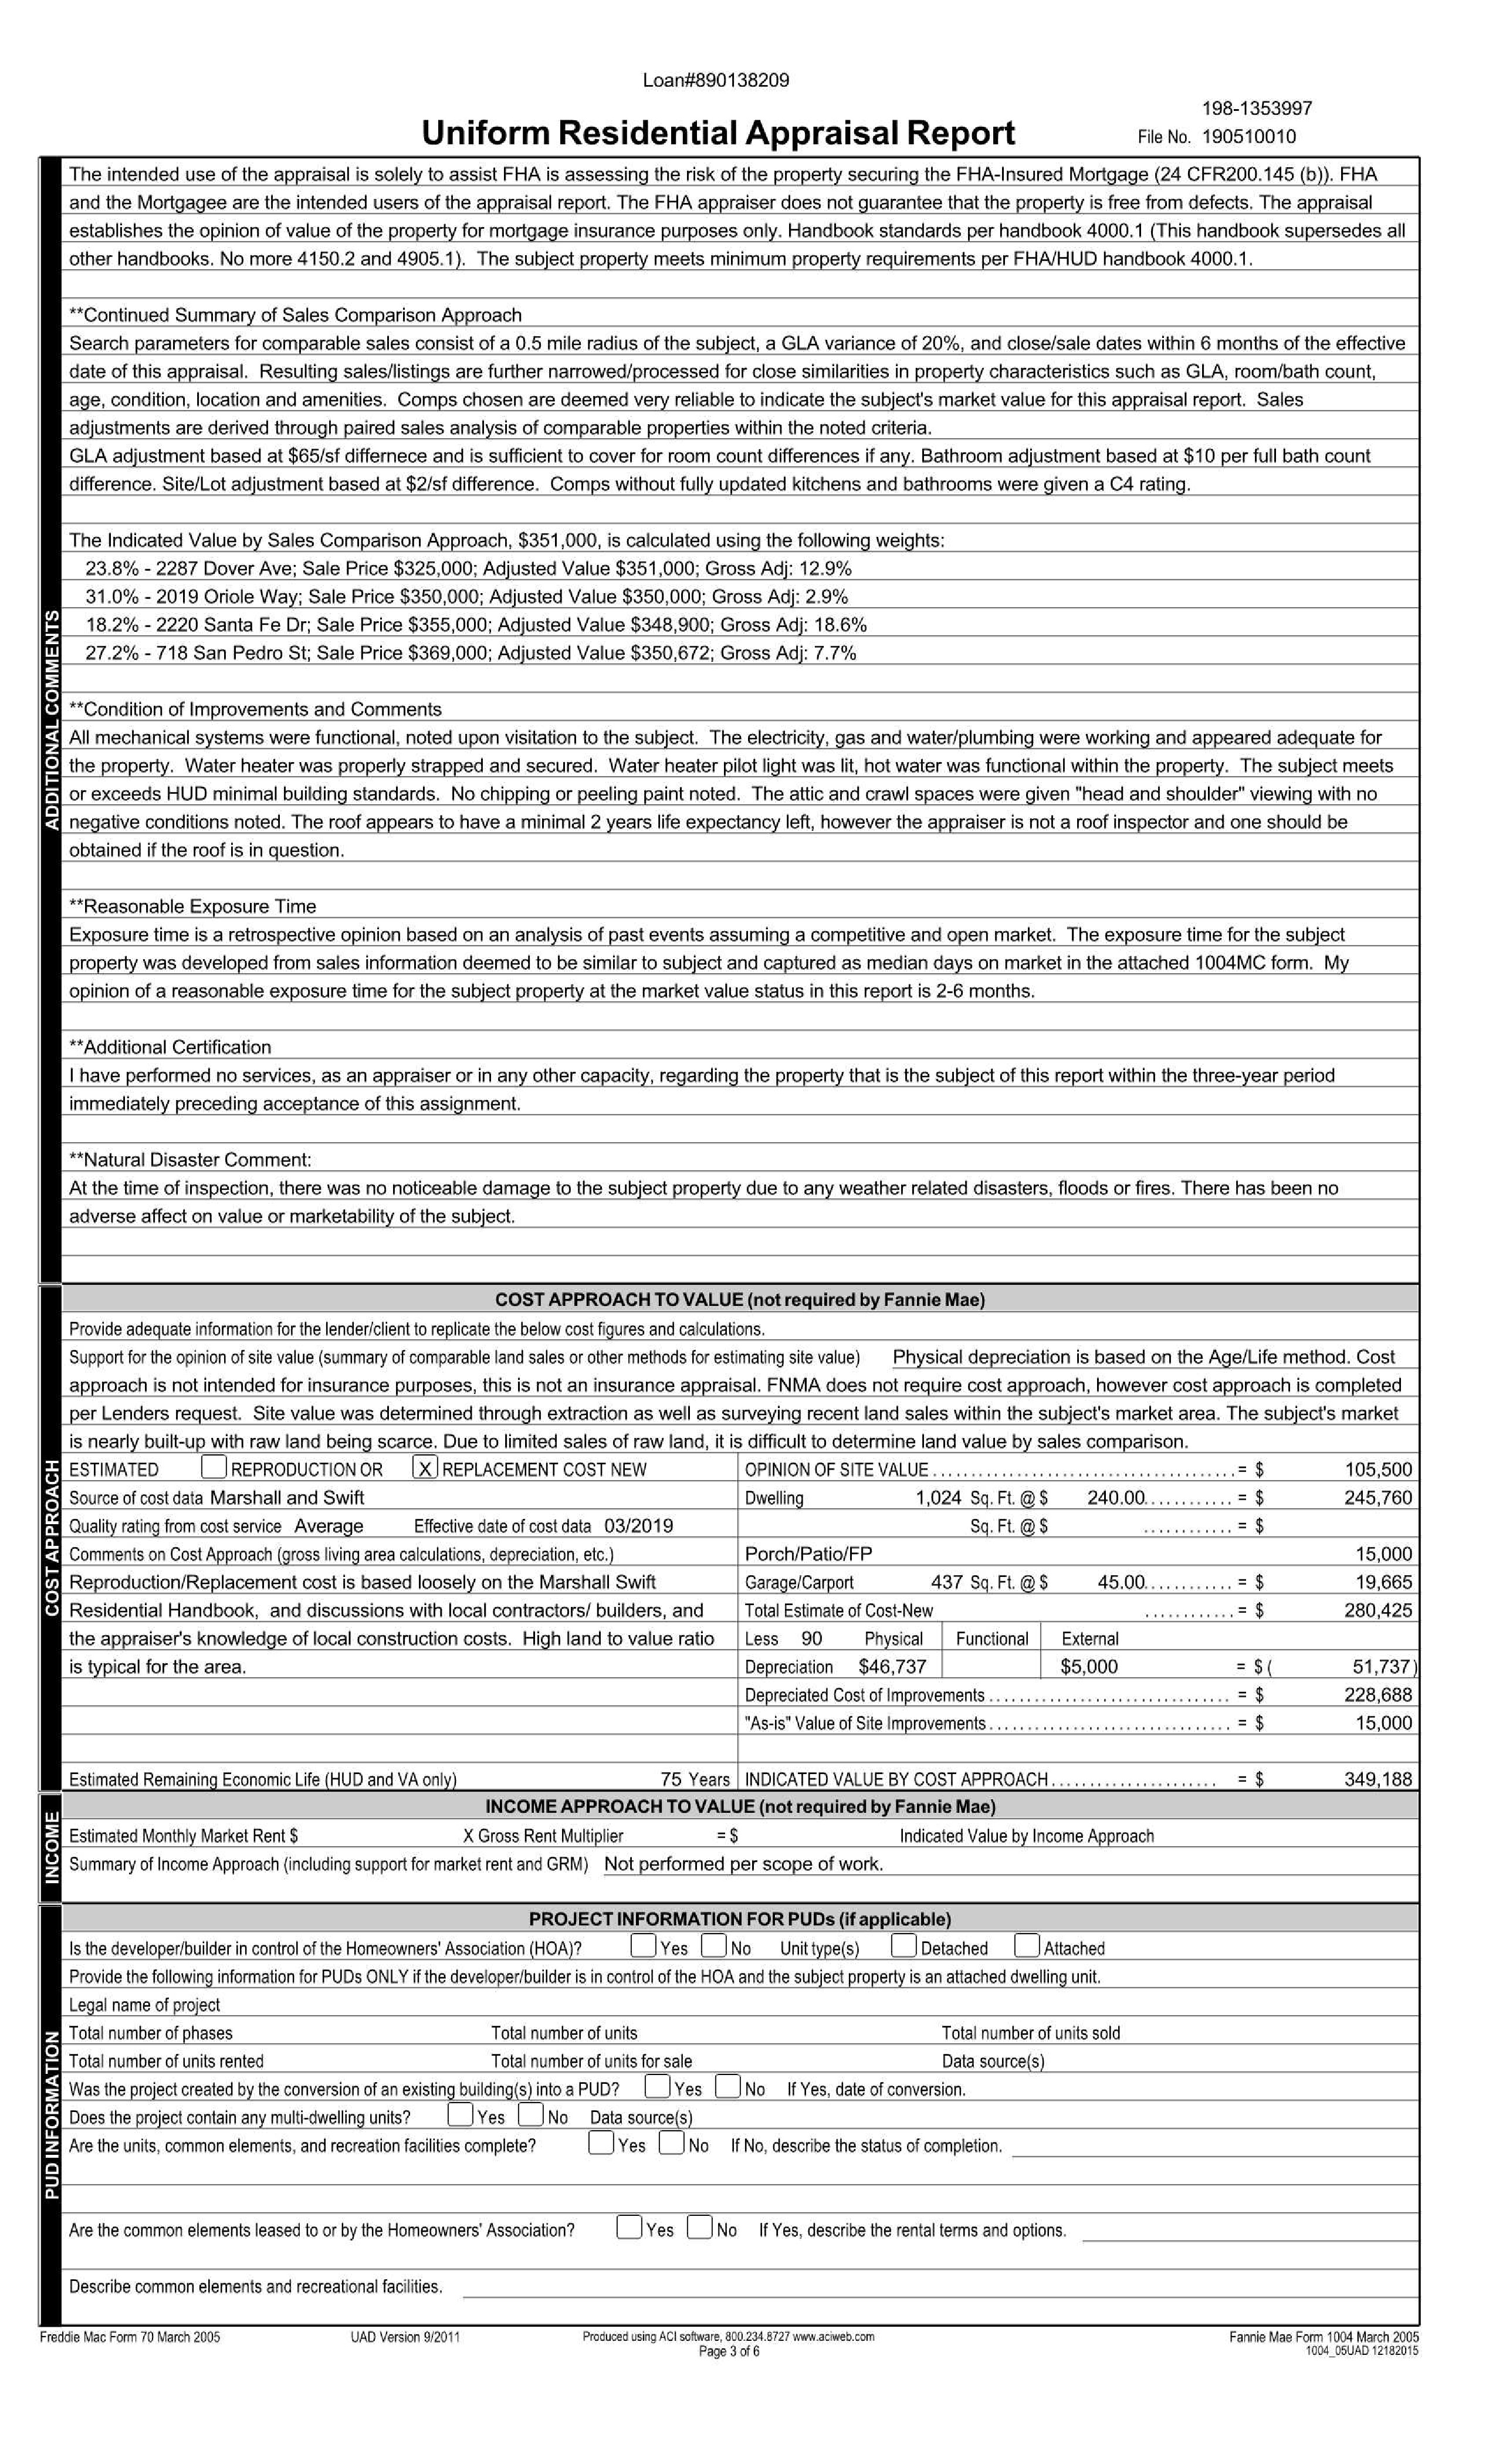 Loan#890138209
198-1353997
Uniform Residential Appraisal Report
File No. 190510010
ADDITIONAL COMMENTS
The intended use of the appraisal is solely to assist FHA is assessing the risk of the property securing the FHA-Insured Mortgage (24 CFR200.145 (b)). FHA
and the Mortgagee are the intended users of the appraisal report. The FHA appraiser does not guarantee that the property is free from defects. The appraisal
establishes the opinion of value of the property for mortgage insurance purposes only. Handbook standards per handbook 4000.1 (This handbook supersedes all
other handbooks. No more 4150.2 and 4905.1). The subject property meets minimum property requirements per FHA/HUD handbook 4000.1.
**Continued Summary of Sales Comparison Approach
Search parameters for comparable sales consist of a 0.5 mile radius of the subject, a GLA variance of 20%, and close/sale dates within 6 months of the effective
date of this appraisal. Resulting sales/listings are further narrowed/processed for close similarities in property characteristics such as GLA, room/bath count,
age, condition, location and amenities. Comps chosen are deemed very reliable to indicate the subject's market value for this appraisal report. Sales
adjustments are derived through paired sales analysis of comparable properties within the noted criteria.
GLA adjustment based at $65/sf differnece and is sufficient to cover for room count differences if any. Bathroom adjustment based at $10 per full bath count
difference. Site/Lot adjustment based at $2/sf difference. Comps without fully updated kitchens and bathrooms were given a C4 rating.
The Indicated Value by Sales Comparison Approach, $351,000, is calculated using the following weights:
23.8% - 2287 Dover Ave; Sale Price $325,000; Adjusted Value $351,000; Gross Adj: 12.9%
31.0% - 2019 Oriole Way; Sale Price $350,000; Adjusted Value $350,000; Gross Adj: 2.9%
18.2% - 2220 Santa Fe Dr; Sale Price $355,000; Adjusted Value $348,900; Gross Adj: 18.6%
27.2% - 718 San Pedro St; Sale Price $369,000; Adjusted Value $350,672; Gross Adj: 7.7%
**Condition of Improvements and Comments
All mechanical systems were functional, noted upon visitation to the subject. The electricity, gas and water/plumbing were working and appeared adequate for
the property. Water heater was properly strapped and secured. Water heater pilot light was lit, hot water was functional within the property. The subject meets
or exceeds HUD minimal building standards. No chipping or peeling paint noted. The attic and crawl spaces were given "head and shoulder" viewing with no
negative conditions noted. The roof appears to have a minimal 2 years life expectancy left, however the appraiser is not a roof inspector and one should be
obtained if the roof is in question.
**Reasonable Exposure Time
Exposure time is a retrospective opinion based on an analysis of past events assuming a competitive and open market. The exposure time for the subject
property was developed from sales information deemed to be similar to subject and captured as median days on market in the attached 1004MC form. My
opinion of a reasonable exposure time for the subject property at the market value status in this report is 2-6 months.
**Additional Certification
I have performed no services, as an appraiser or in any other capacity, regarding the property that is the subject of this report within the three-year period
immediately preceding acceptance of this assignment.
**Natural Disaster Comment:
At the time of inspection, there was no noticeable damage to the subject property due to any weather related disasters, floods or fires. There has been no
adverse affect on value or marketability of the subject.
COST APPROACH
COST APPROACH TO VALUE (not required by Fannie Mae)
Provide adequate information for the lender/client to replicate the below cost figures and calculations.
Support for the opinion of site value (summary of comparable land sales or other methods for estimating site value) Physical depreciation is based on the Age/Life method. Cost
approach is not intended for insurance purposes, this is not an insurance appraisal. FNMA does not require cost approach, however cost approach is completed
per Lenders request. Site value was determined through extraction as well as surveying recent land sales within the subject's market area. The subject's market
is nearly built-up with raw land being scarce. Due to limited sales of raw land, it is difficult to determine land value by sales comparison.
ESTIMATED REPRODUCTION OR X REPLACEMENT COST NEW
Source of cost data Marshall and Swift
Quality rating from cost service Average Effective date of cost data 03/2019
Comments on Cost Approach (gross living area calculations, depreciation, etc.)
Reproduction/Replacement cost is based loosely on the Marshall Swift
Residential Handbook, and discussions with local contractors/ builders, and
the appraiser's knowledge of local construction costs. High land to value ratio
is typical for the area.
Estimated Remaining Economic Life (HUD and VA only) 75 Years
OPINION OF SITE VALUE = $ 105,500
Dwelling 1,024 Sq. Ft. @ $ 240.00 = $ 245,760
Sq. Ft. @ $ = $
Porch/Patio/FP 15,000
Garage/Carport 437 Sq. Ft. @ $ 45.00 = $ 19,665
Total Estimate of Cost-New = $ 280,425
Less 90 Physical Functional External
Depreciation $46,737 $5,000 = $ ( 51,737)
Depreciated Cost of Improvements = $ 228,688
"As-is" Value of Site Improvements = $ 15,000
INDICATED VALUE BY COST APPROACH = $ 349,188
INCOME
INCOME APPROACH TO VALUE (not required by Fannie Mae)
Estimated Monthly Market Rent $ X Gross Rent Multiplier = $ Indicated Value by Income Approach
Summary of Income Approach (including support for market rent and GRM) Not performed per scope of work.
PUD INFORMATION
PROJECT INFORMATION FOR PUDs (if applicable)
Is the developer/builder in control of the Homeowners' Association (HOA)? Yes No Unit type(s) Detached Attached
Provide the following information for PUDs ONLY if the developer/builder is in control of the HOA and the subject property is an attached dwelling unit.
Legal name of project
Total number of phases Total number of units Total number of units sold
Total number of units rented Total number of units for sale Data source(s)
Was the project created by the conversion of an existing building(s) into a PUD? Yes No If Yes, date of conversion.
Does the project contain any multi-dwelling units? Yes No Data source(s)
Are the units, common elements, and recreation facilities complete? Yes No If No, describe the status of completion.
Are the common elements leased to or by the Homeowners' Association? Yes No If Yes, describe the rental terms and options.
Describe common elements and recreational facilities.
Freddie Mac Form 70 March 2005 UAD Version 9/2011 Produced using ACI software, 800.234.8727 www.aciweb.com Fannie Mae Form 1004 March 2005
Page 3 of 6 1004_05UAD 12182015